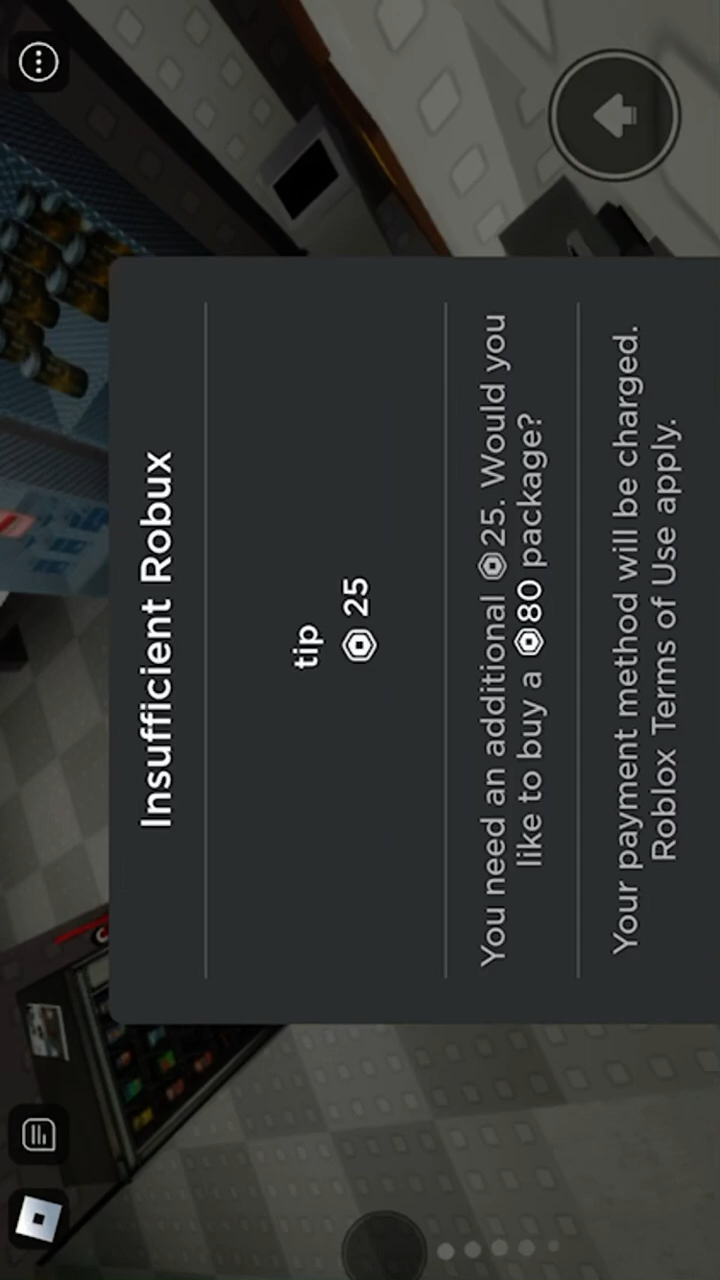 Insufficient Robux
tip
25
You need an additional 25. Would you
like to buy a 80 package?
Your payment method will be charged.
Roblox Terms of Use apply.